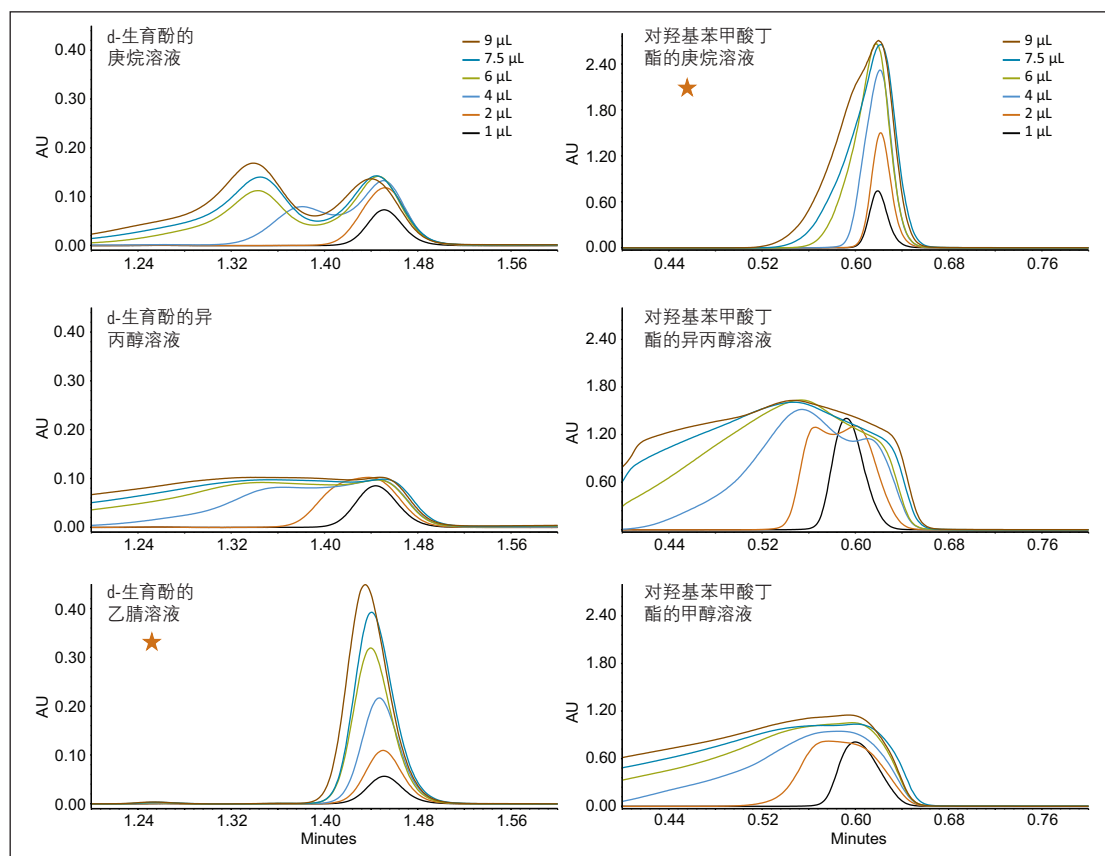 d-生育酚的
庚烷溶液
9 µL
7.5 µL
6 µL
4 µL
2 µL
1 µL
AU
0.40
0.30
0.20
0.10
0.00
1.24
1.32
1.40
1.48
1.56
对羟基苯甲酸丁
酯的庚烷溶液
9 µL
7.5 µL
6 µL
4 µL
2 µL
1 µL
AU
2.40
1.80
1.20
0.60
0.00
0.44
0.52
0.60
0.68
0.76
d-生育酚的异
丙醇溶液
AU
0.40
0.30
0.20
0.10
0.00
1.24
1.32
1.40
1.48
1.56
对羟基苯甲酸丁
酯的异丙醇溶液
AU
2.40
1.80
1.20
0.60
0.44
0.52
0.60
0.68
0.76
d-生育酚的
乙腈溶液
AU
0.40
0.30
0.20
0.10
0.00
1.24
1.32
1.40
1.48
1.56
Minutes
对羟基苯甲酸丁
酯的甲醇溶液
AU
2.40
1.80
1.20
0.60
0.00
0.44
0.52
0.60
0.68
0.76
Minutes